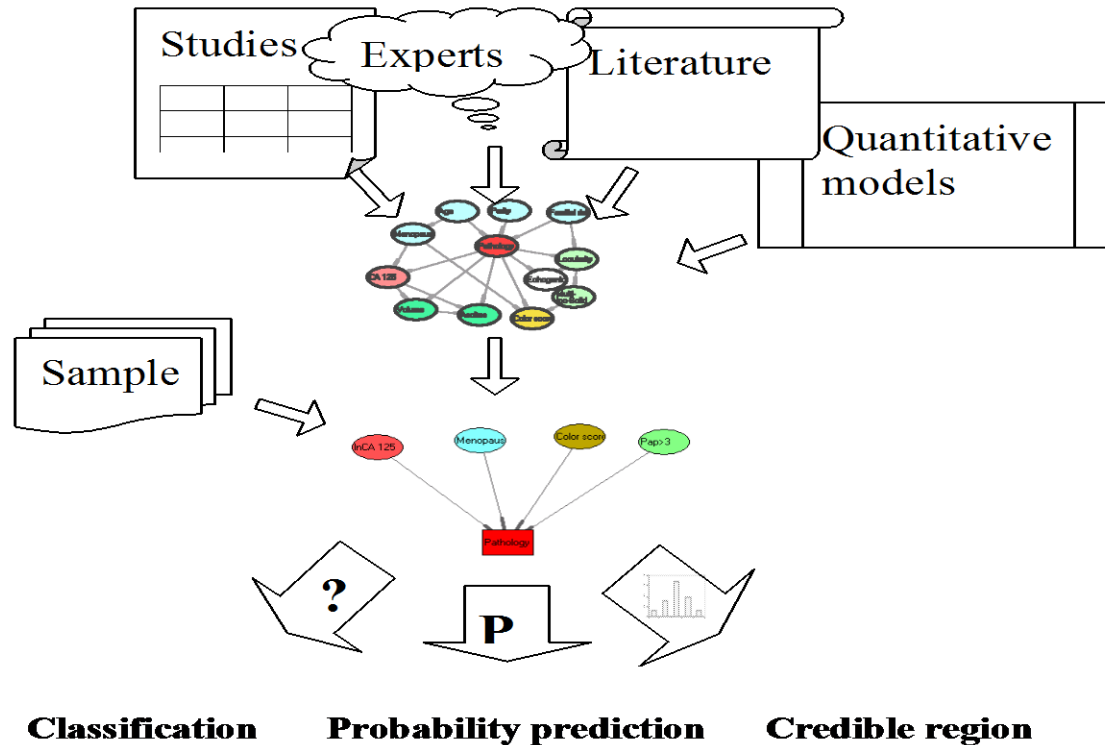 Studies
Experts
Literature
Quantitative
models
Age
Parity
Menopaus
Pathology
Locularity
CA 125
Echogenic
Volume
Ascites
Color score
Sample
lnCA 125
Menopaus
Color score
Pap>3
Pathology
?
P
Classification
Probability prediction
Credible region